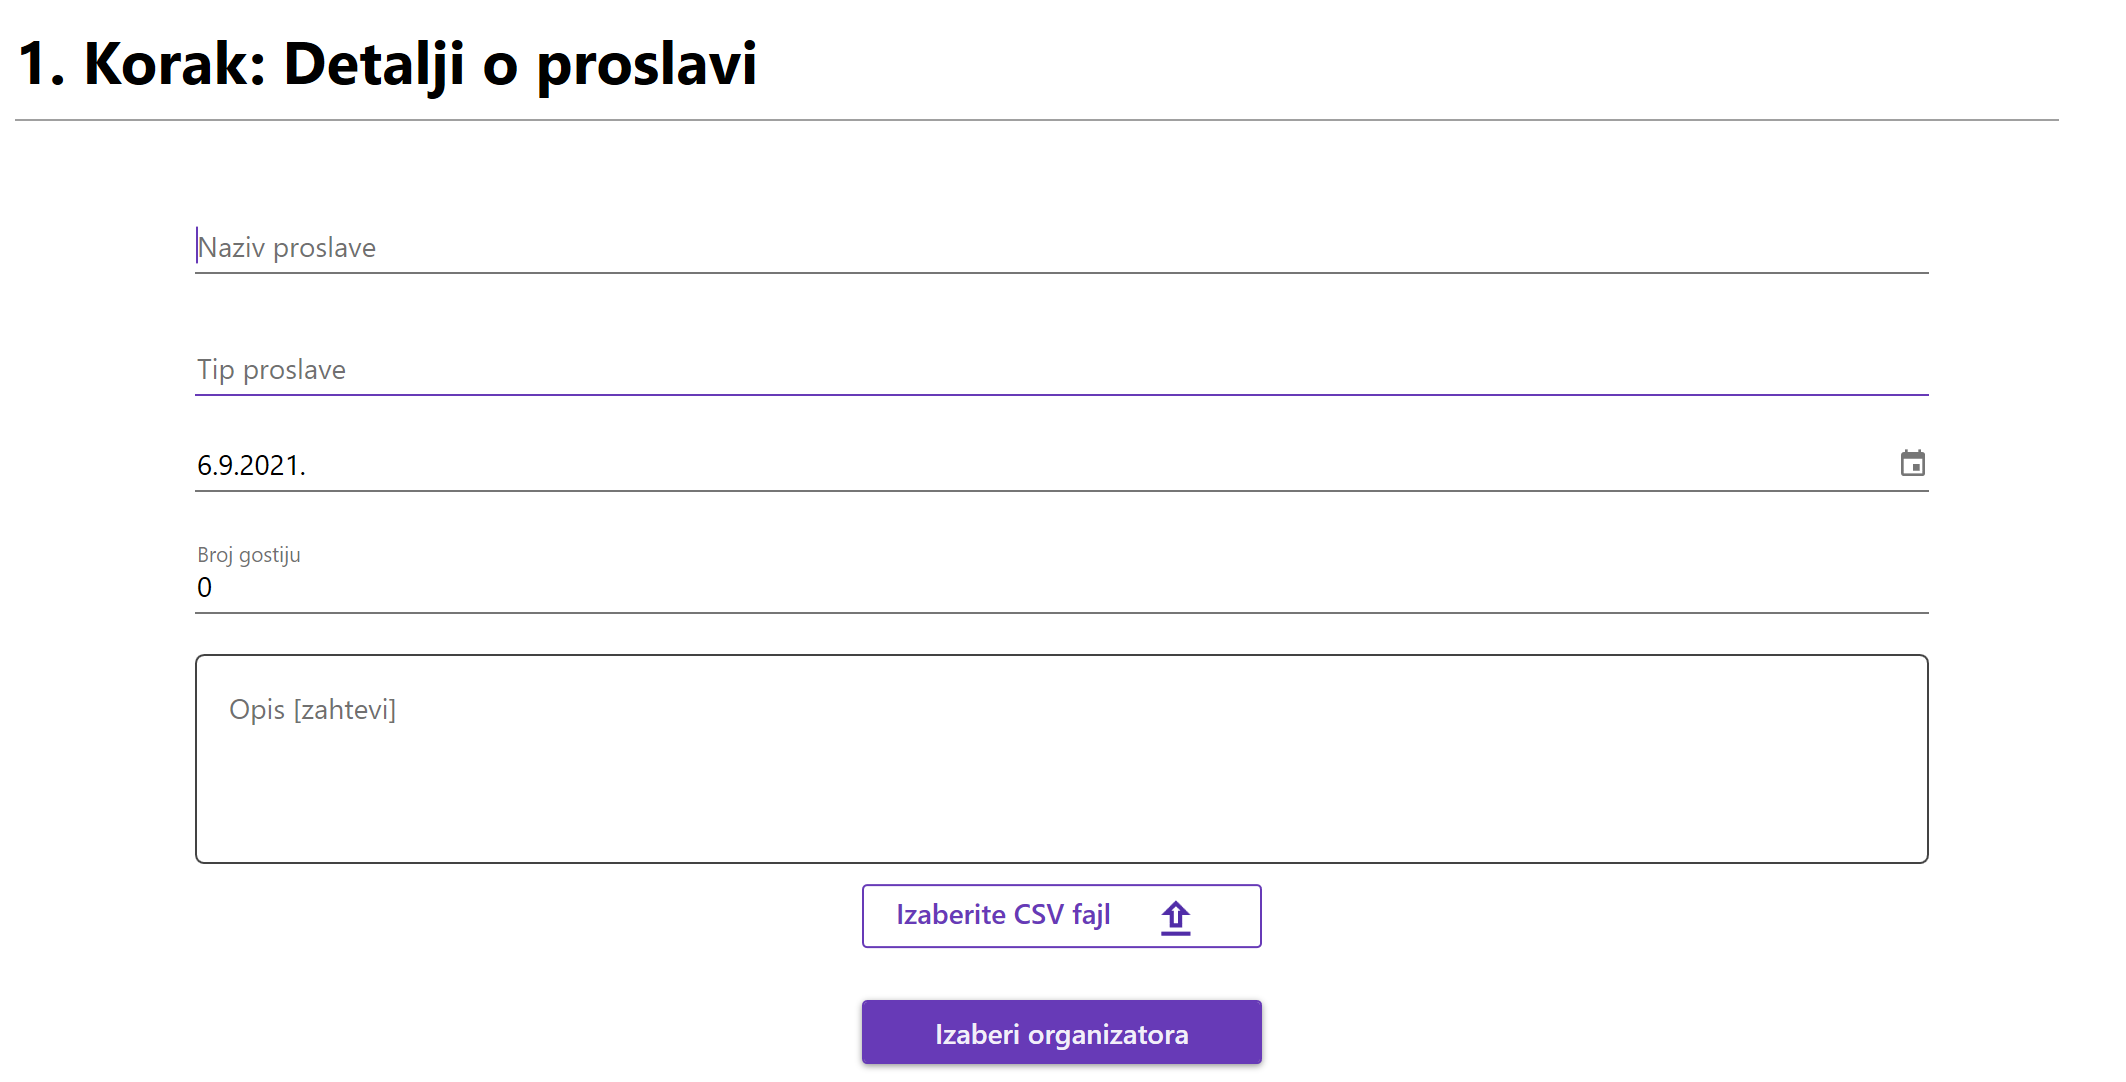 1. Korak: Detalji o proslavi
Naziv proslave
Tip proslave
6.9.2021.
Broj gostiju
0
Opis [zahtevi]
Izaberite CSV fajl
Izaberi organizatora